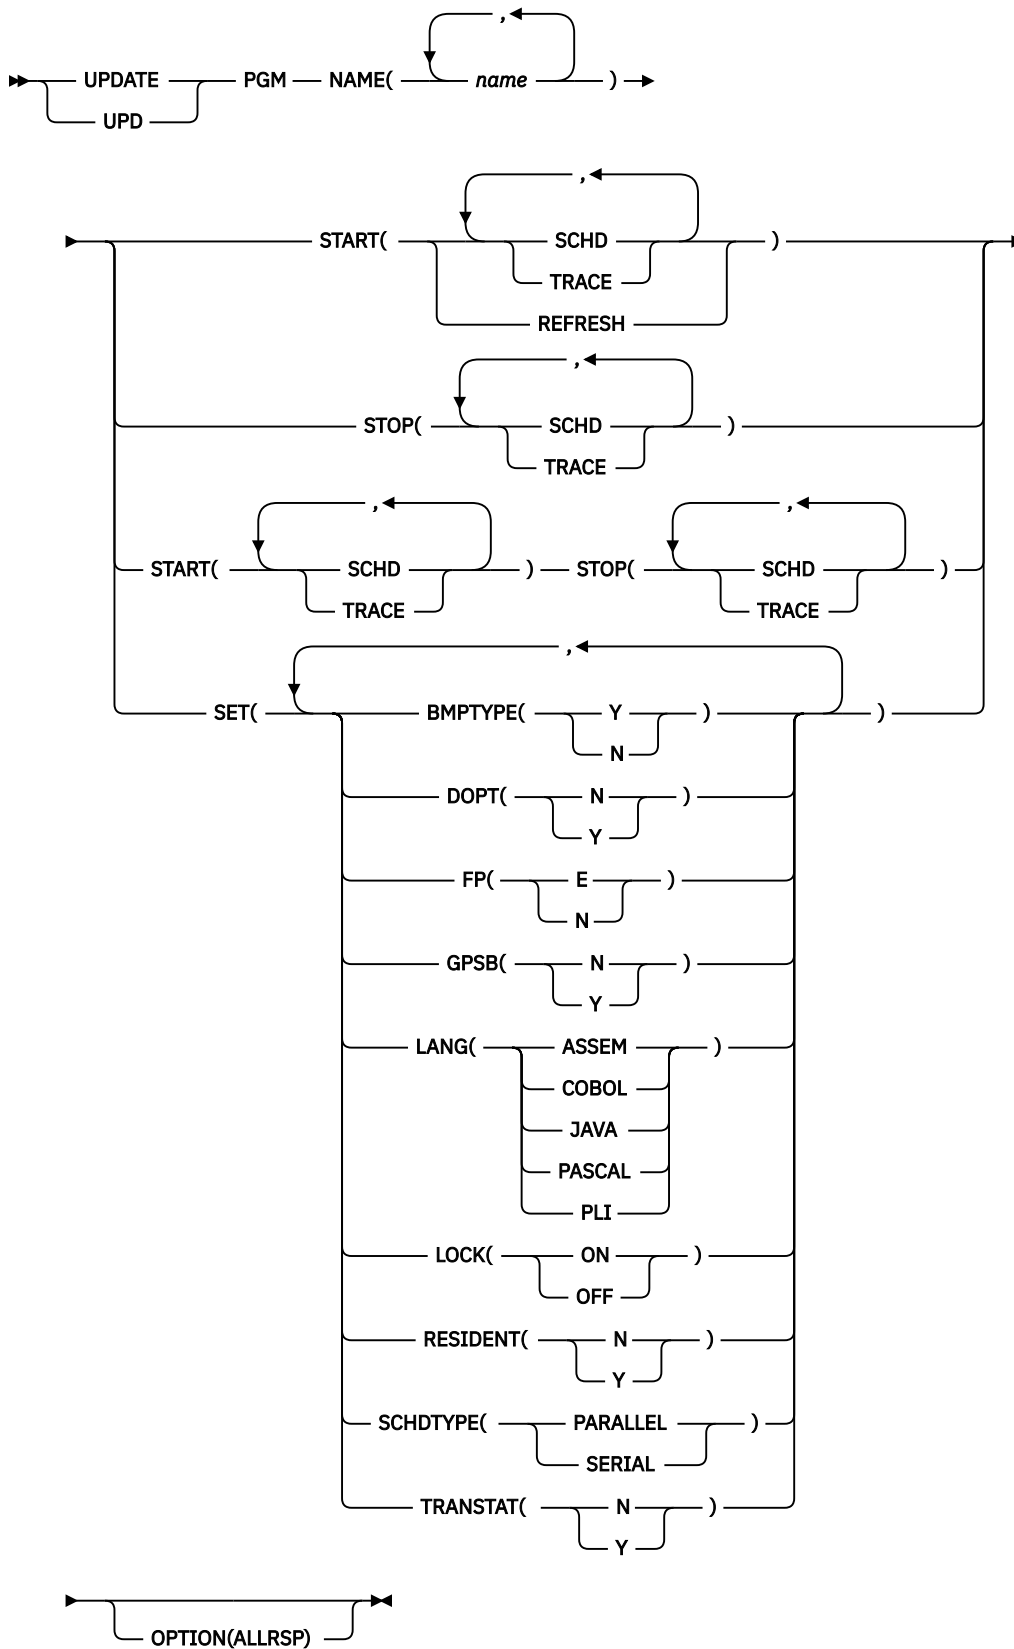 ,
UPDATE PGM NAME( name )
UPD
,
START( SCHD )
TRACE
REFRESH
,
STOP( SCHD )
TRACE
, ,
START( SCHD ) STOP( SCHD )
TRACE TRACE
,
SET( BMPTYPE( Y ) )
N
DOPT( N )
Y
FP( E )
N
GPSB( N )
Y
LANG( ASSEM )
COBOL
JAVA
PASCAL
PLI
LOCK( ON )
OFF
RESIDENT( N )
Y
SCHDTYPE( PARALLEL )
SERIAL
TRANSTAT( N )
Y
OPTION(ALLRSP)